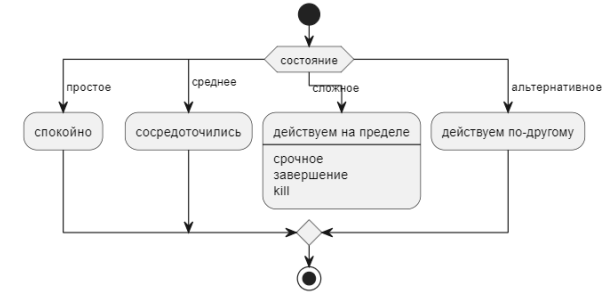 состояние
простое
среднее
сложное
альтернативное
спокойно
сосредоточились
действуем на пределе
срочное
завершение
kill
действуем по-другому